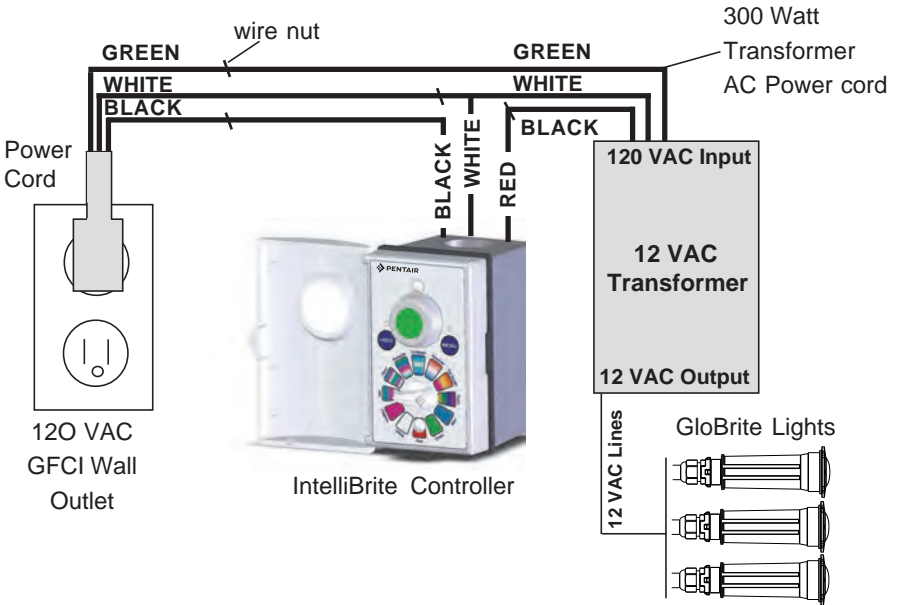 wire nut
300 Watt
Transformer
AC Power cord
GREEN
GREEN
WHITE
WHITE
BLACK
BLACK
Power
Cord
BLACK
WHITE
RED
120 VAC Input
PENTAIR
12 VAC
Transformer
12 VAC Output
12O VAC
GFCI Wall
Outlet
IntelliBrite Controller
12 VAC Lines
GloBrite Lights